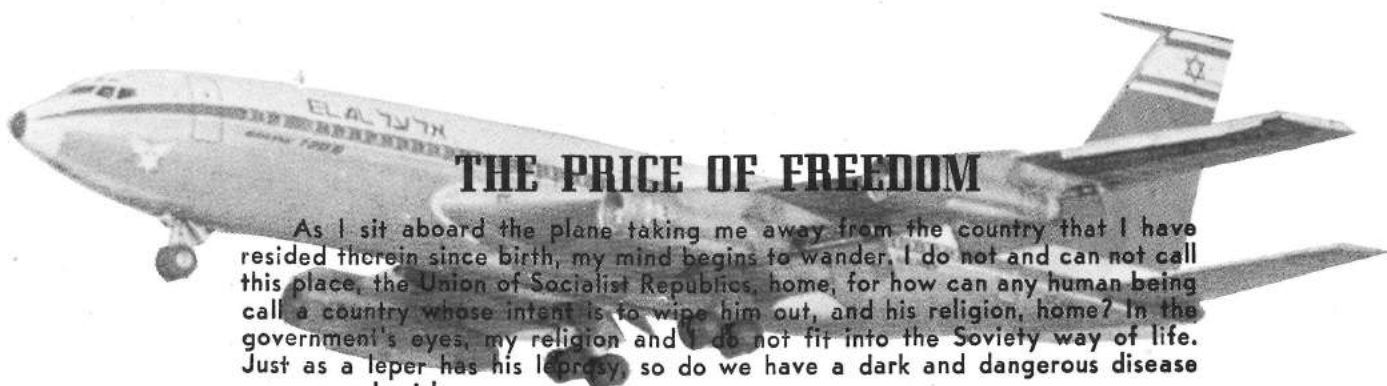 EL AL אל על
THE PRICE OF FREEDOM
As I sit aboard the plane taking me away from the country that I have
resided therein since birth, my mind begins to wander. I do not and can not call
this place, the Union of Socialist Republics, home, for how can any human being
call a country whose intent is to wipe him out, and his religion, home? In the
government's eyes, my religion and I do not fit into the Soviety way of life.
Just as a leper has his leprosy, so do we have a dark and dangerous disease